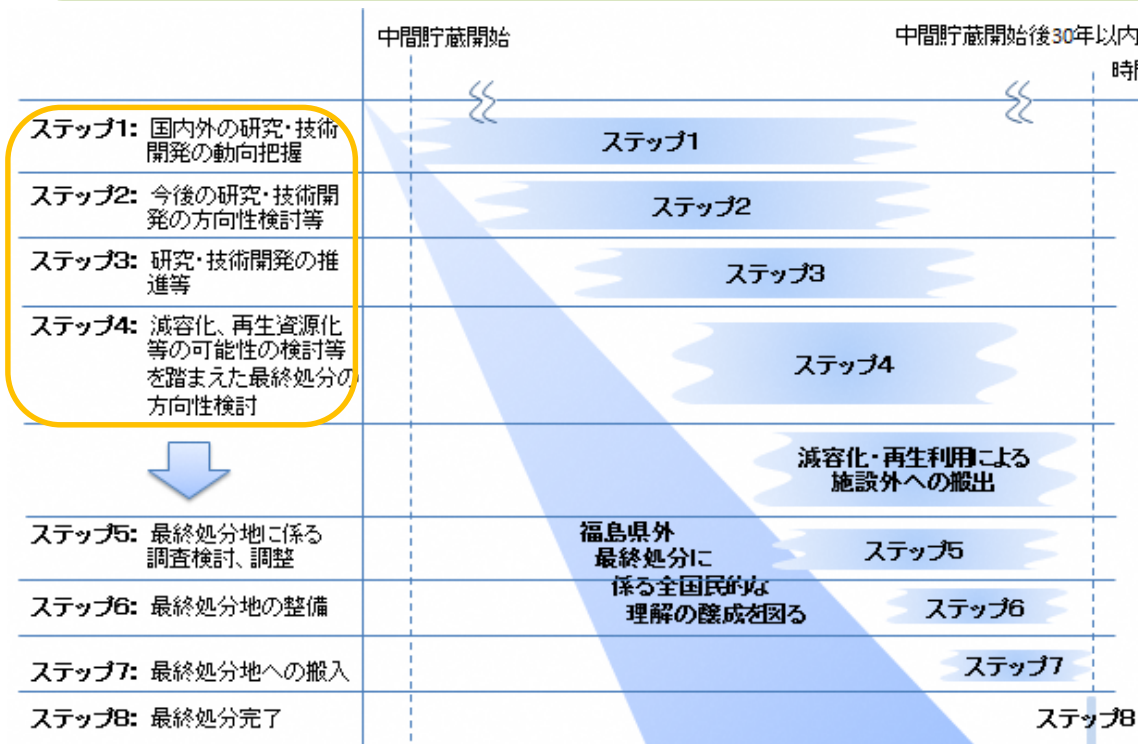 中間貯蔵開始
中間貯蔵開始後30年以内
時間
ステップ1: 国内外の研究・技術
開発の動向把握
ステップ1
ステップ2: 今後の研究・技術開
発の方向性検討等
ステップ2
ステップ3: 研究・技術開発の推
進等
ステップ3
ステップ4: 減容化、再生資源化
等の可能性の検討等
を踏まえた最終処分の
方向性検討
ステップ4
減容化・再生利用による
施設外への搬出
ステップ5: 最終処分地に係る
調査検討、調整
福島県外
最終処分に
係る全国民的な
理解の醸成を図る
ステップ5
ステップ6: 最終処分地の整備
ステップ6
ステップ7: 最終処分地への搬入
ステップ7
ステップ8: 最終処分完了
ステップ8